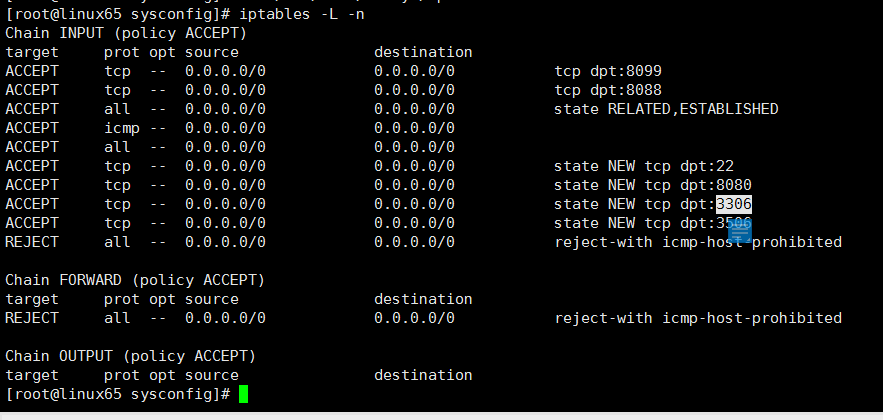 [root@linux65 sysconfig]# iptables -L -n
Chain INPUT (policy ACCEPT)
target     prot opt source               destination
ACCEPT     tcp  --  0.0.0.0/0            0.0.0.0/0           tcp dpt:8099
ACCEPT     tcp  --  0.0.0.0/0            0.0.0.0/0           tcp dpt:8088
ACCEPT     all  --  0.0.0.0/0            0.0.0.0/0           state RELATED,ESTABLISHED
ACCEPT     icmp --  0.0.0.0/0            0.0.0.0/0
ACCEPT     all  --  0.0.0.0/0            0.0.0.0/0
ACCEPT     tcp  --  0.0.0.0/0            0.0.0.0/0           state NEW tcp dpt:22
ACCEPT     tcp  --  0.0.0.0/0            0.0.0.0/0           state NEW tcp dpt:8080
ACCEPT     tcp  --  0.0.0.0/0            0.0.0.0/0           state NEW tcp dpt:3306
ACCEPT     tcp  --  0.0.0.0/0            0.0.0.0/0           state NEW tcp dpt:3506
REJECT     all  --  0.0.0.0/0            0.0.0.0/0           reject-with icmp-host-prohibited
Chain FORWARD (policy ACCEPT)
target     prot opt source               destination
REJECT     all  --  0.0.0.0/0            0.0.0.0/0           reject-with icmp-host-prohibited
Chain OUTPUT (policy ACCEPT)
target     prot opt source               destination
[root@linux65 sysconfig]#